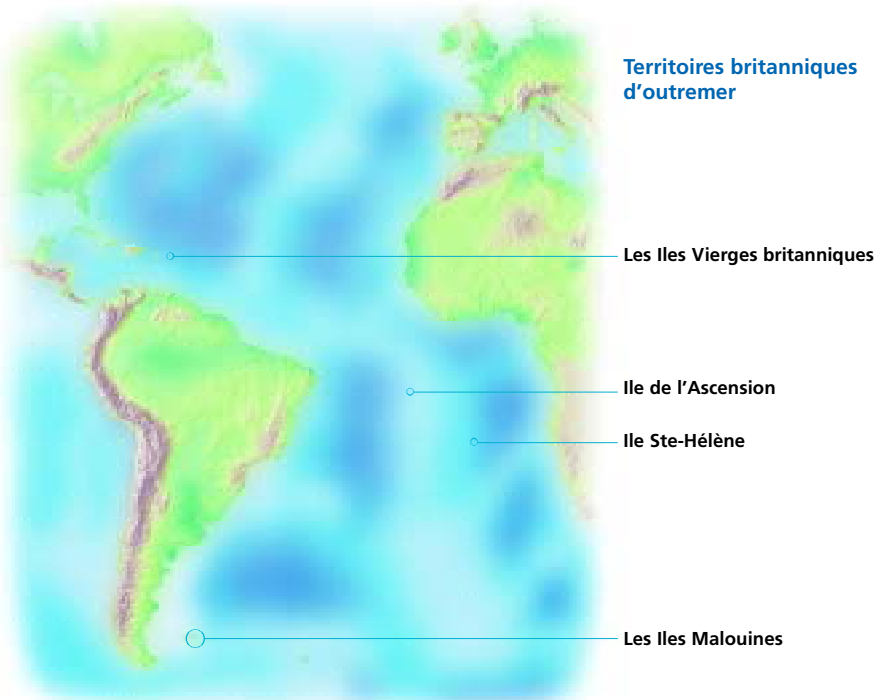 Territoires britanniques
d'outremer
Les Iles Vierges britanniques
Ile de l'Ascension
Ile Ste-Hélène
Les Iles Malouines